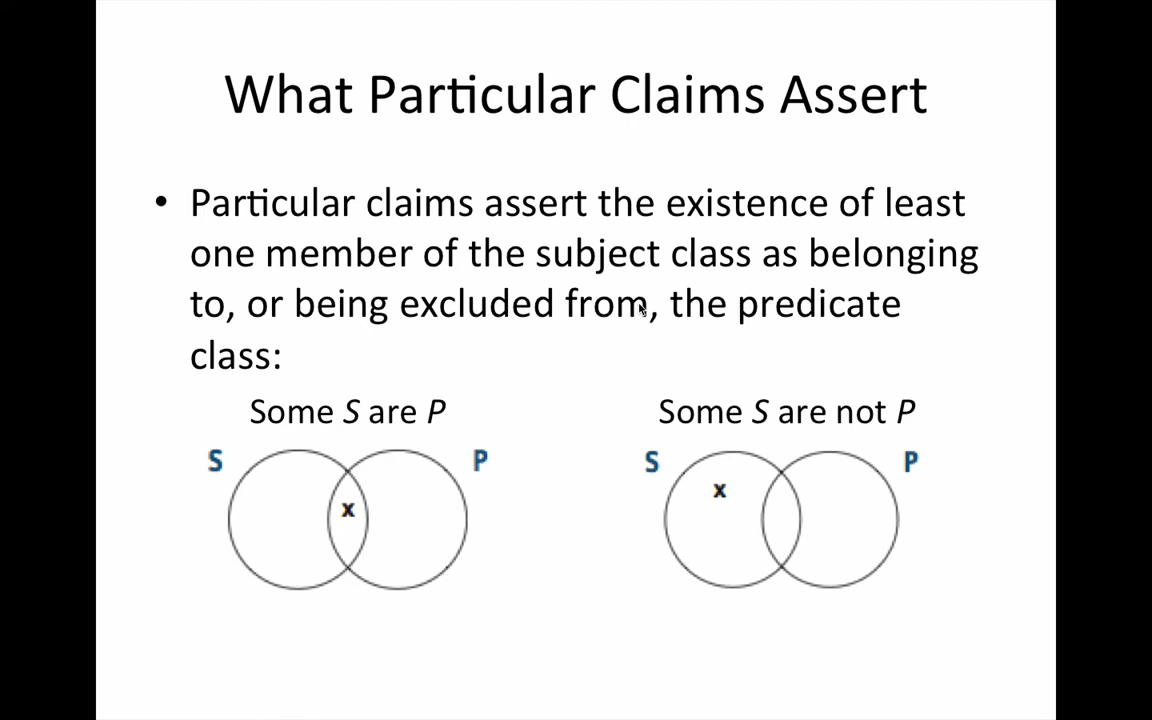 What Particular Claims Assert
• Particular claims assert the existence of least
one member of the subject class as belonging
to, or being excluded from, the predicate
class:
Some S are P
Some S are not P
S P
x
S P
x